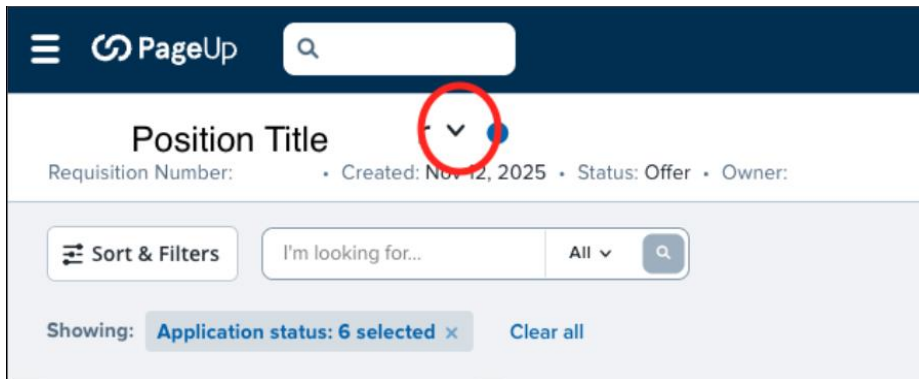 PageUp
Position Title
Requisition Number: • Created: Nov 12, 2025 • Status: Offer • Owner:
Sort & Filters I'm looking for... All
Showing: Application status: 6 selected × Clear all